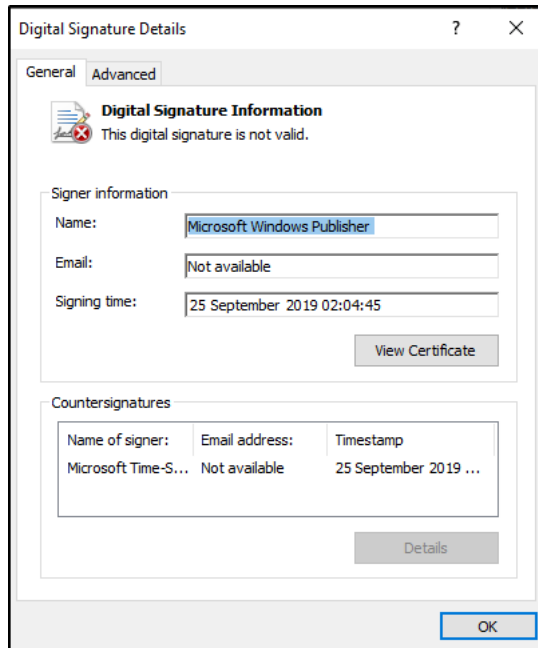 Digital Signature Details
?
General
Advanced
Digital Signature Information
This digital signature is not valid.
Signer information
Name:
Microsoft Windows Publisher
Email:
Not available
Signing time:
25 September 2019 02:04:45
View Certificate
Countersignatures
Name of signer: Email address: Timestamp
Microsoft Time-S... Not available 25 September 2019 ...
Details
OK